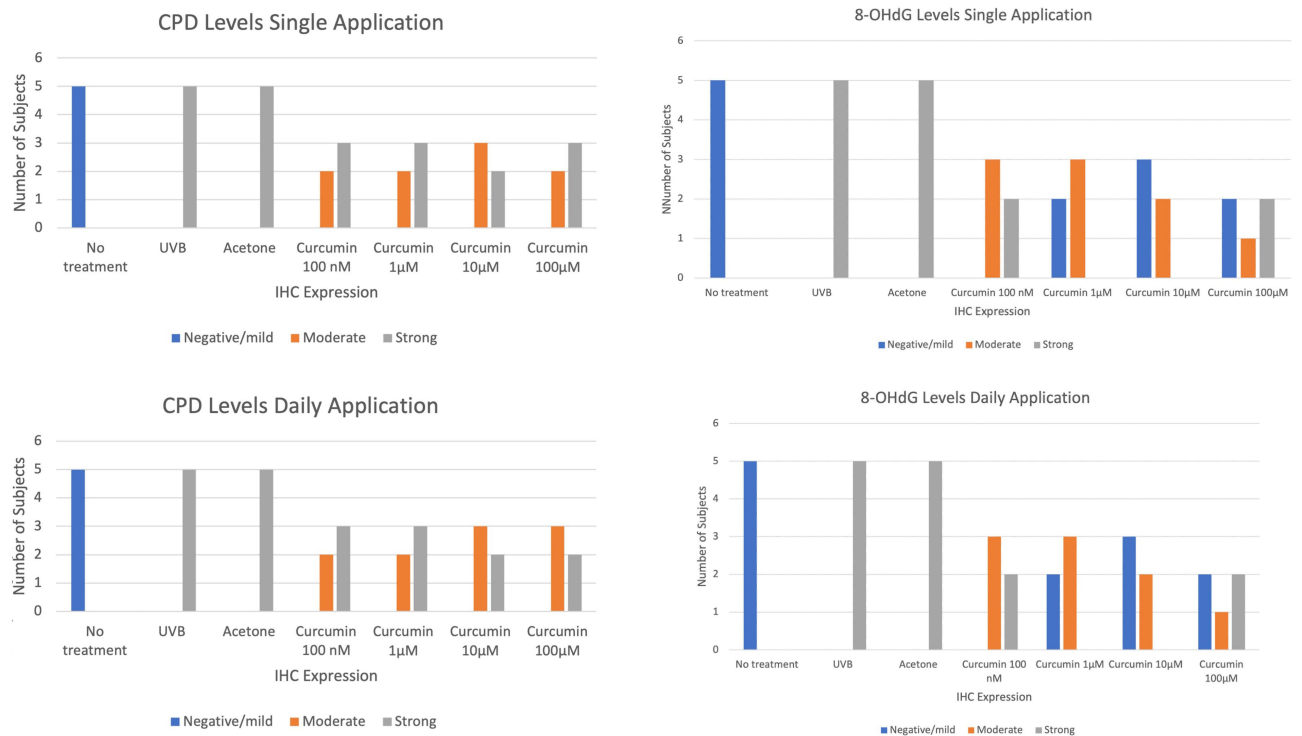 CPD Levels Single Application
Number of Subjects
6
5
4
3
2
1
0
No treatment
UVB
Acetone
Curcumin 100 nM
Curcumin 1µM
Curcumin 10µM
Curcumin 100µM
IHC Expression
Negative/mild Moderate Strong
8-OHdG Levels Single Application
NNumber of Subjects
6
5
4
3
2
1
0
No treatment
UVB
Acetone
Curcumin 100 nM
Curcumin 1µM
Curcumin 10µM
Curcumin 100µM
IHC Expression
Negative/mild Moderate Strong
CPD Levels Daily Application
Number of Subjects
6
5
4
3
2
1
0
No treatment
UVB
Acetone
Curcumin 100 nM
Curcumin 1µM
Curcumin 10µM
Curcumin 100µM
IHC Expression
Negative/mild Moderate Strong
8-OHdG Levels Daily Application
Number of Subjects
6
5
4
3
2
1
0
No treatment
UVB
Acetone
Curcumin 100 nM
Curcumin 1µM
Curcumin 10µM
Curcumin 100µM
IHC Expression
Negative/mild Moderate Strong